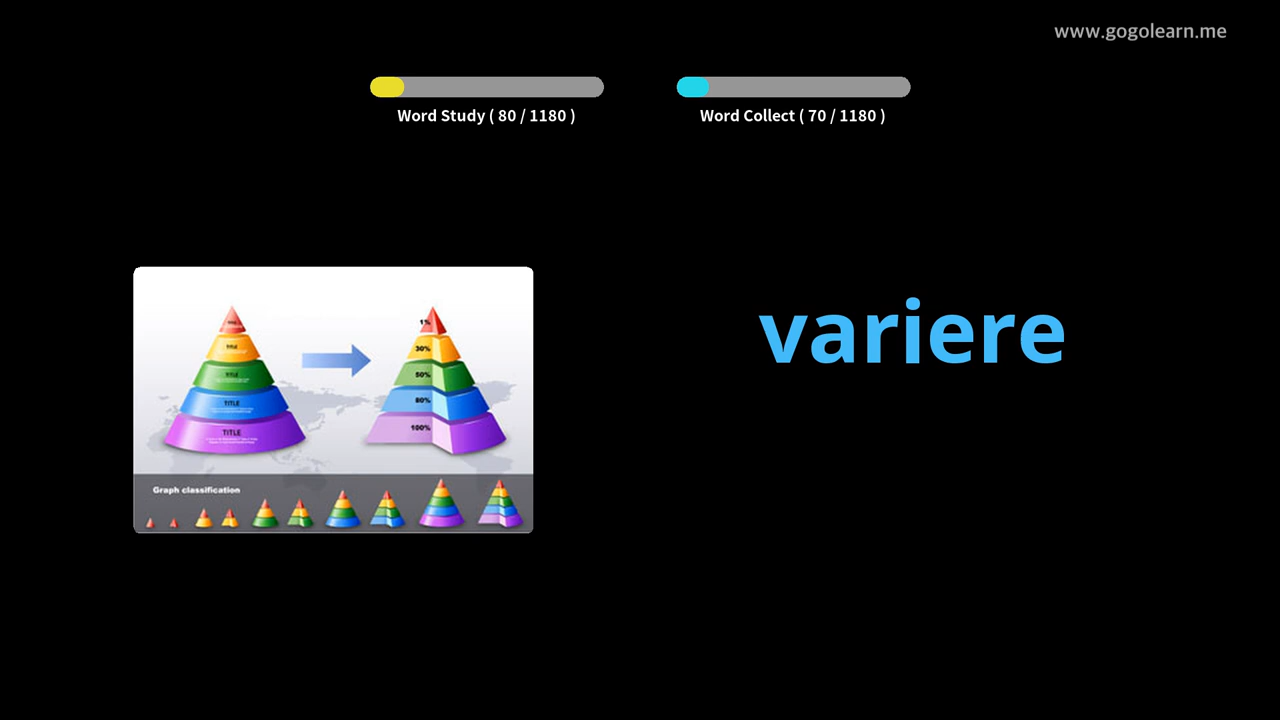 www.gogolearn.me
Word Study ( 80 / 1180 )
Word Collect ( 70 / 1180 )
variere
TITLE
TITLE
TITLE
TITLE
1%
30%
50%
80%
100%
Graph classification